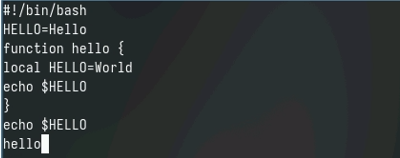 #!/bin/bash
HELLO=Hello
function hello {
local HELLO=World
echo $HELLO
}
echo $HELLO
hello